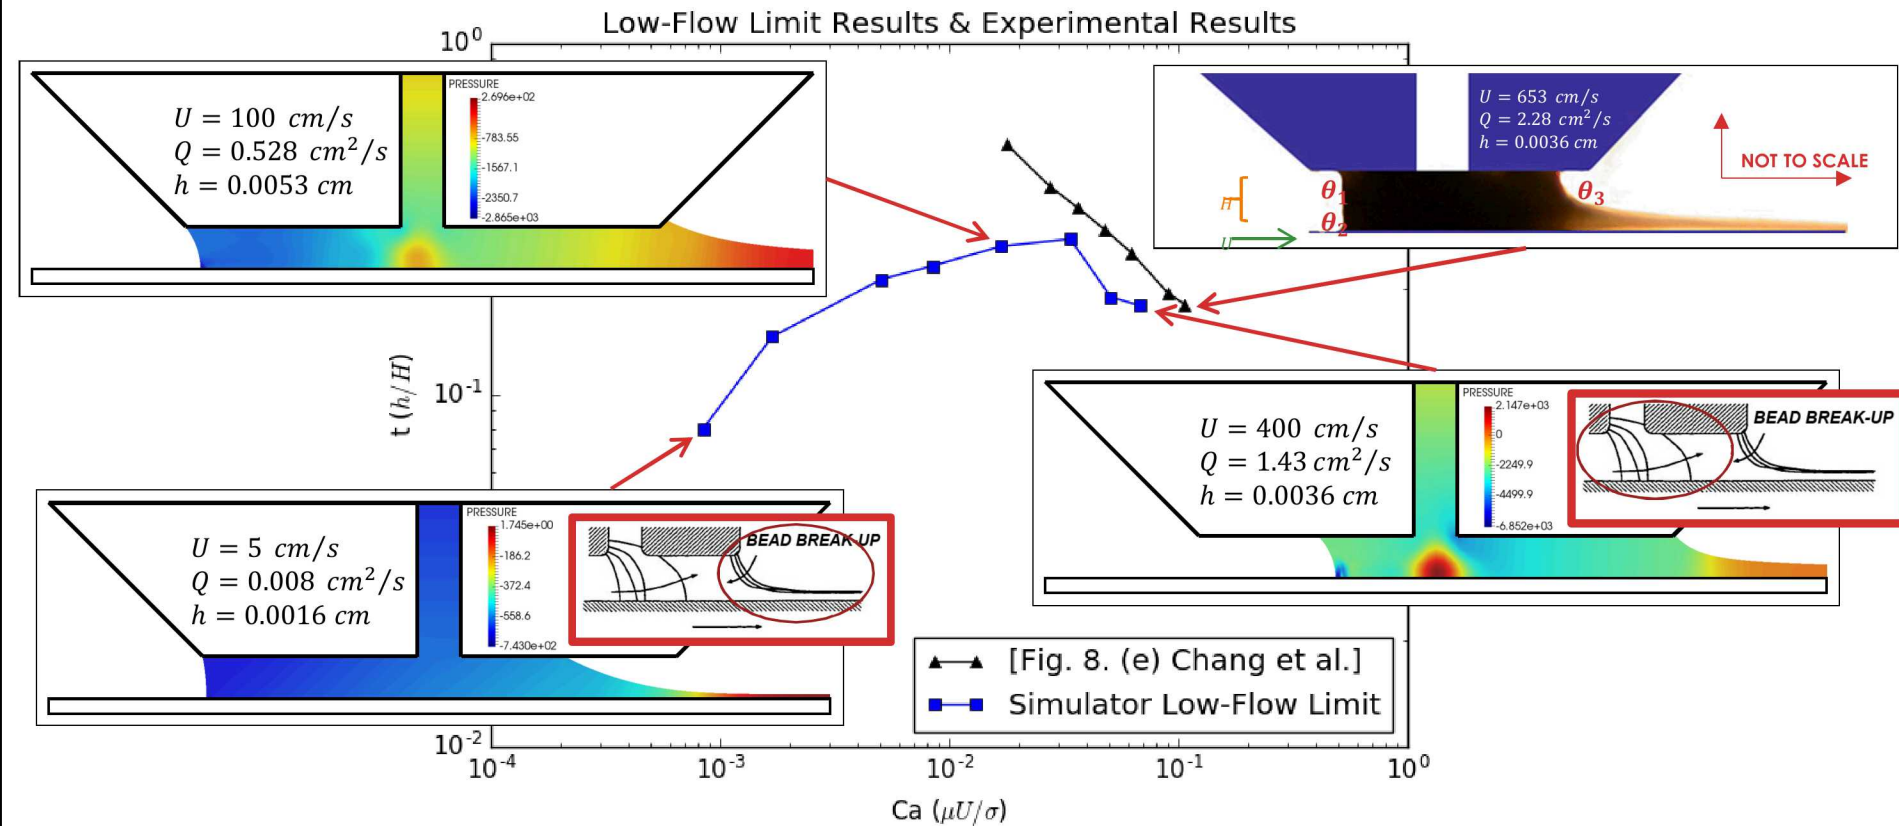 Low-Flow Limit Results & Experimental Results
10⁰
U = 100 cm/s
Q = 0.528 cm²/s
h = 0.0053 cm
PRESSURE
2.696e+02
-783.55
-1567.1
-2350.7
-2.865e+03
U = 653 cm/s
Q = 2.28 cm²/s
h = 0.0036 cm
NOT TO SCALE
H
U
θ₁
θ₂
θ₃
t (h/H)
10⁻¹
U = 400 cm/s
Q = 1.43 cm²/s
h = 0.0036 cm
PRESSURE
2.147e+03
0
-2249.9
-4499.9
-6.852e+03
BEAD BREAK-UP
U = 5 cm/s
Q = 0.008 cm²/s
h = 0.0016 cm
PRESSURE
1.745e+00
-186.2
-372.4
-558.6
-7.430e+02
BEAD BREAK-UP
[Fig. 8. (e) Chang et al.]
Simulator Low-Flow Limit
10⁻²
10⁻⁴ 10⁻³ 10⁻² 10⁻¹ 10⁰
Ca (μU/σ)